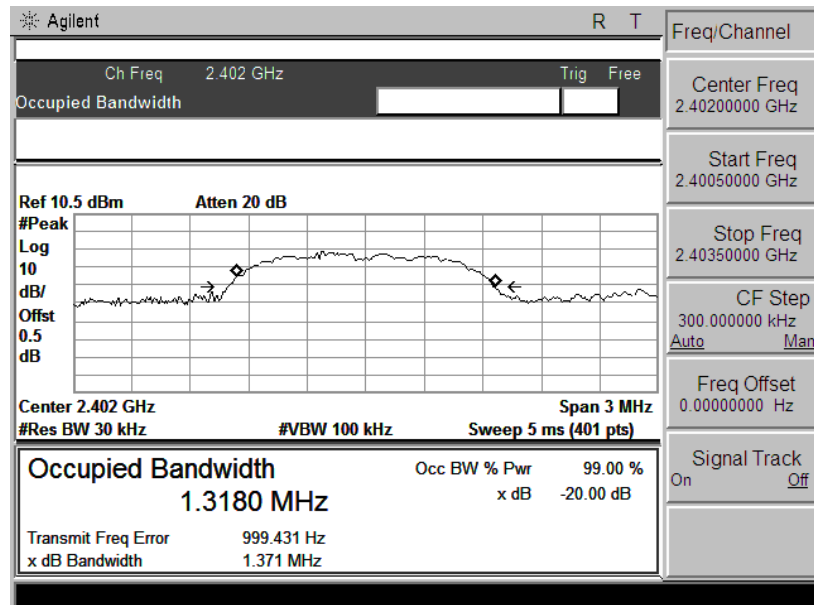 Agilent R T
Ch Freq 2.402 GHz Trig Free
Occupied Bandwidth
Ref 10.5 dBm Atten 20 dB
#Peak
Log
10
dB/
Offst
0.5
dB
Center 2.402 GHz Span 3 MHz
#Res BW 30 kHz #VBW 100 kHz Sweep 5 ms (401 pts)
Occupied Bandwidth Occ BW % Pwr 99.00 %
1.3180 MHz x dB -20.00 dB
Transmit Freq Error 999.431 Hz
x dB Bandwidth 1.371 MHz
Freq/Channel
Center Freq
2.40200000 GHz
Start Freq
2.40050000 GHz
Stop Freq
2.40350000 GHz
CF Step
300.000000 kHz
Auto Man
Freq Offset
0.00000000 Hz
Signal Track
On Off